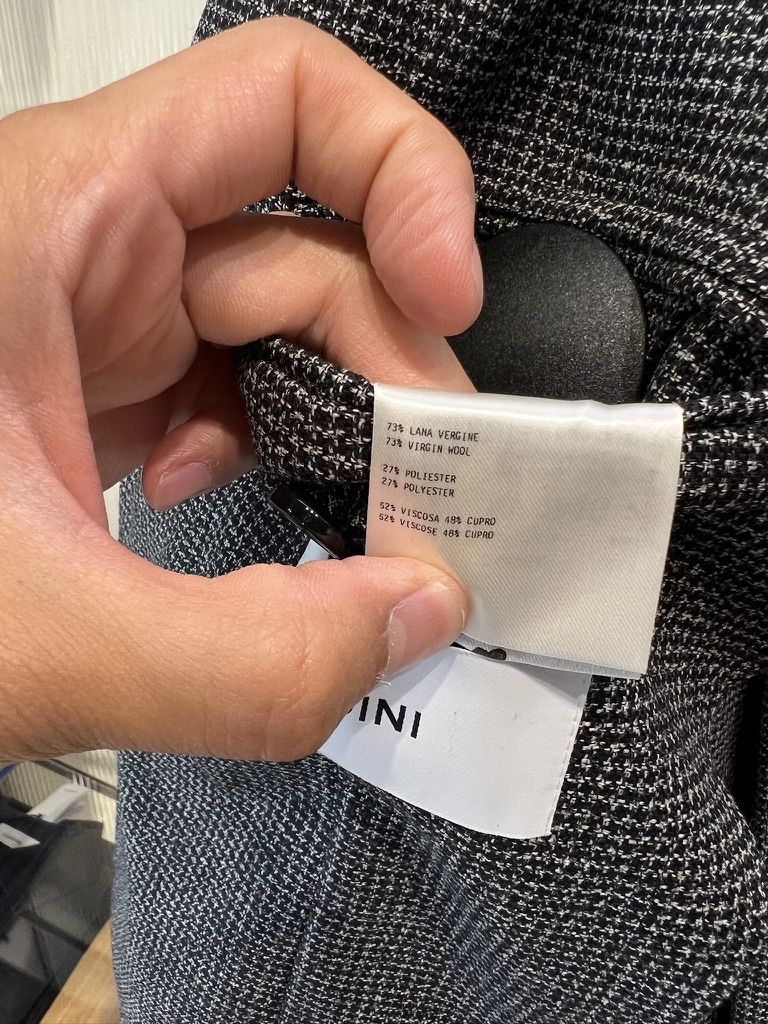 73% LANA VERGINE
73% VIRGIN WOOL
27% POLIESTER
27% POLYESTER
52% VISCOSA 48% CUPRO
52% VISCOSE 48% CUPRO
INI